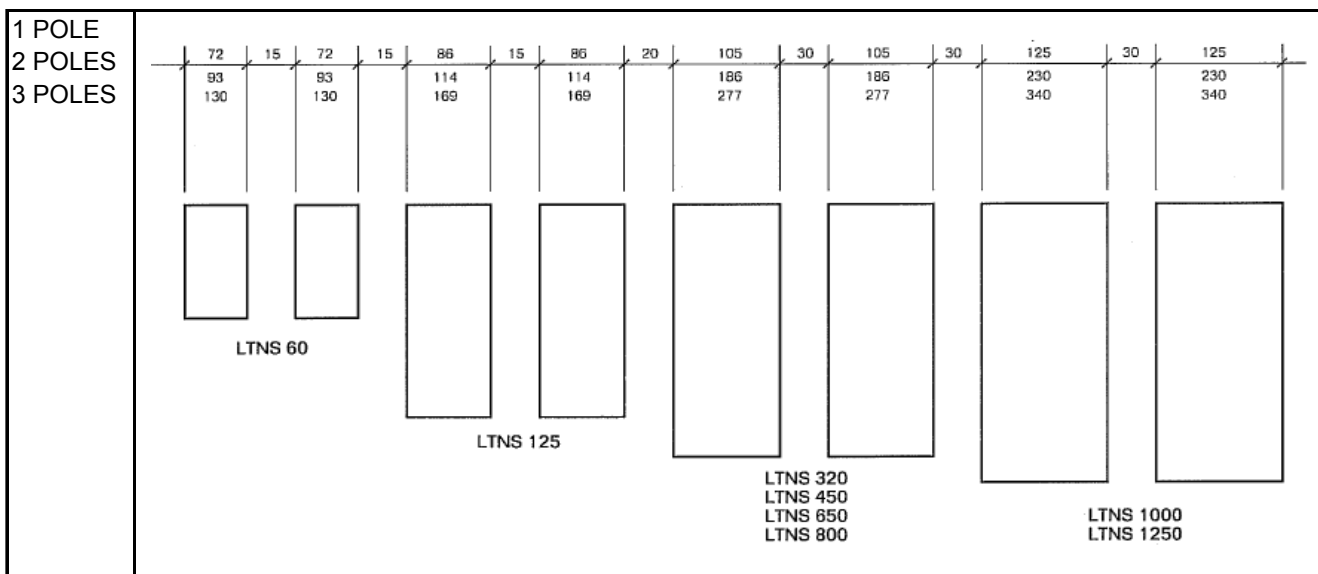 1 POLE
2 POLES
3 POLES
72 15 72 15 86 15 86 20 105 30 105 30 125 30 125
93 93 114 114 186 186 230 230
130 130 169 169 277 277 340 340
LTNS 60
LTNS 125
LTNS 320
LTNS 450
LTNS 650
LTNS 800
LTNS 1000
LTNS 1250